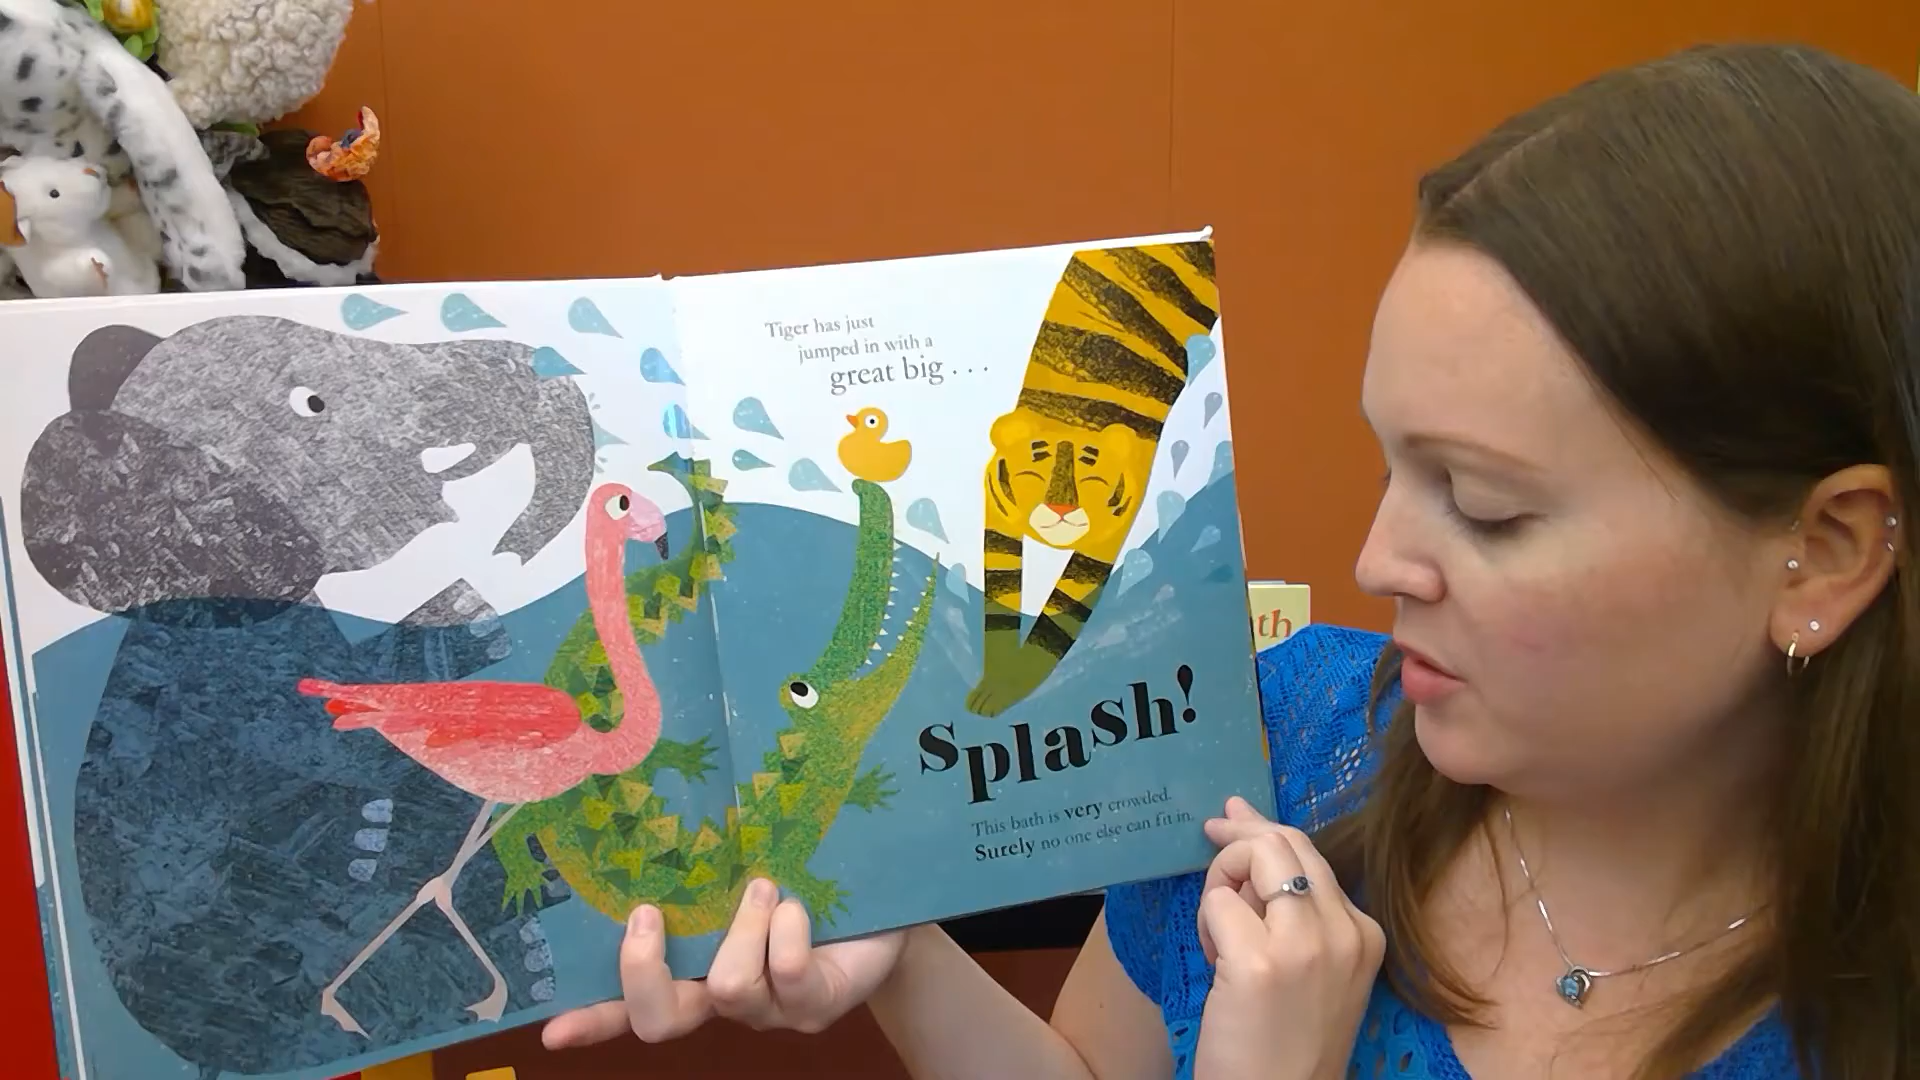 Tiger has just
jumped in with a
great big . . .
Splash!
This bath is very crowded.
Surely no one else can fit in.
th